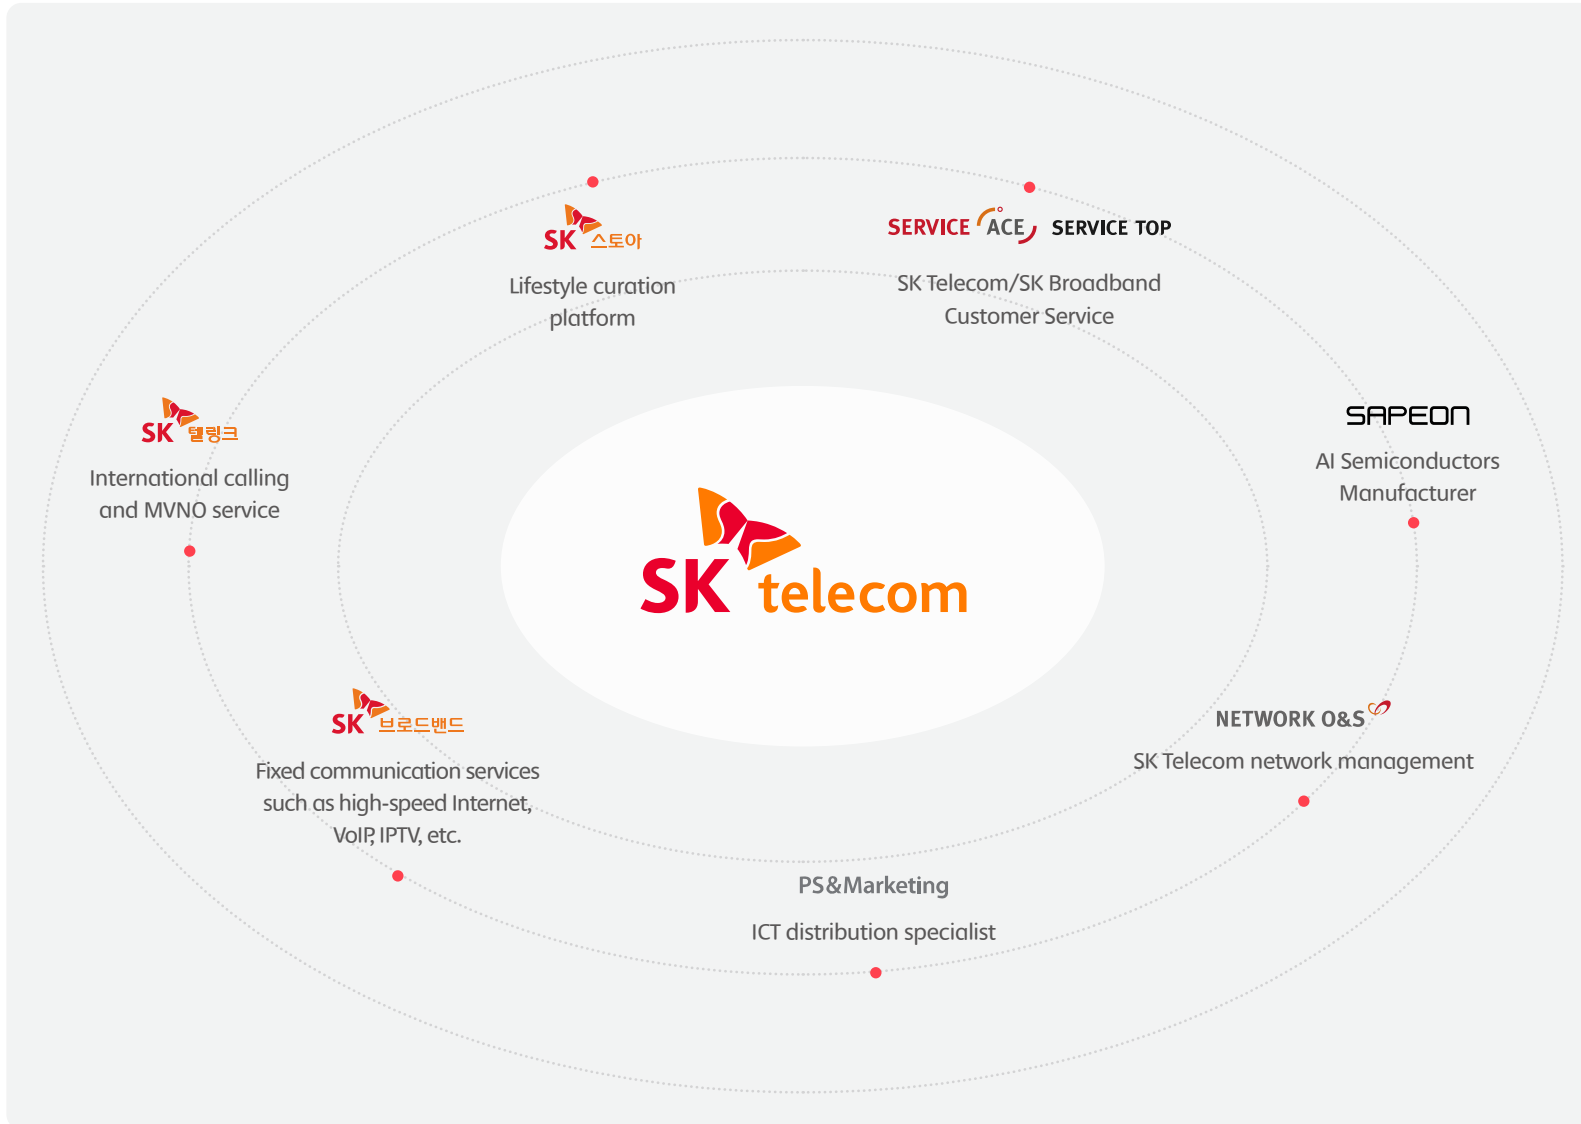 SK 스토아
Lifestyle curation
platform
SERVICE ACE SERVICE TOP
SK Telecom/SK Broadband
Customer Service
SK 텔링크
International calling
and MVNO service
SAPEON
AI Semiconductors
Manufacturer
SK telecom
SK 브로드밴드
Fixed communication services
such as high-speed Internet,
VoIP, IPTV, etc.
NETWORK O&S
SK Telecom network management
PS&Marketing
ICT distribution specialist